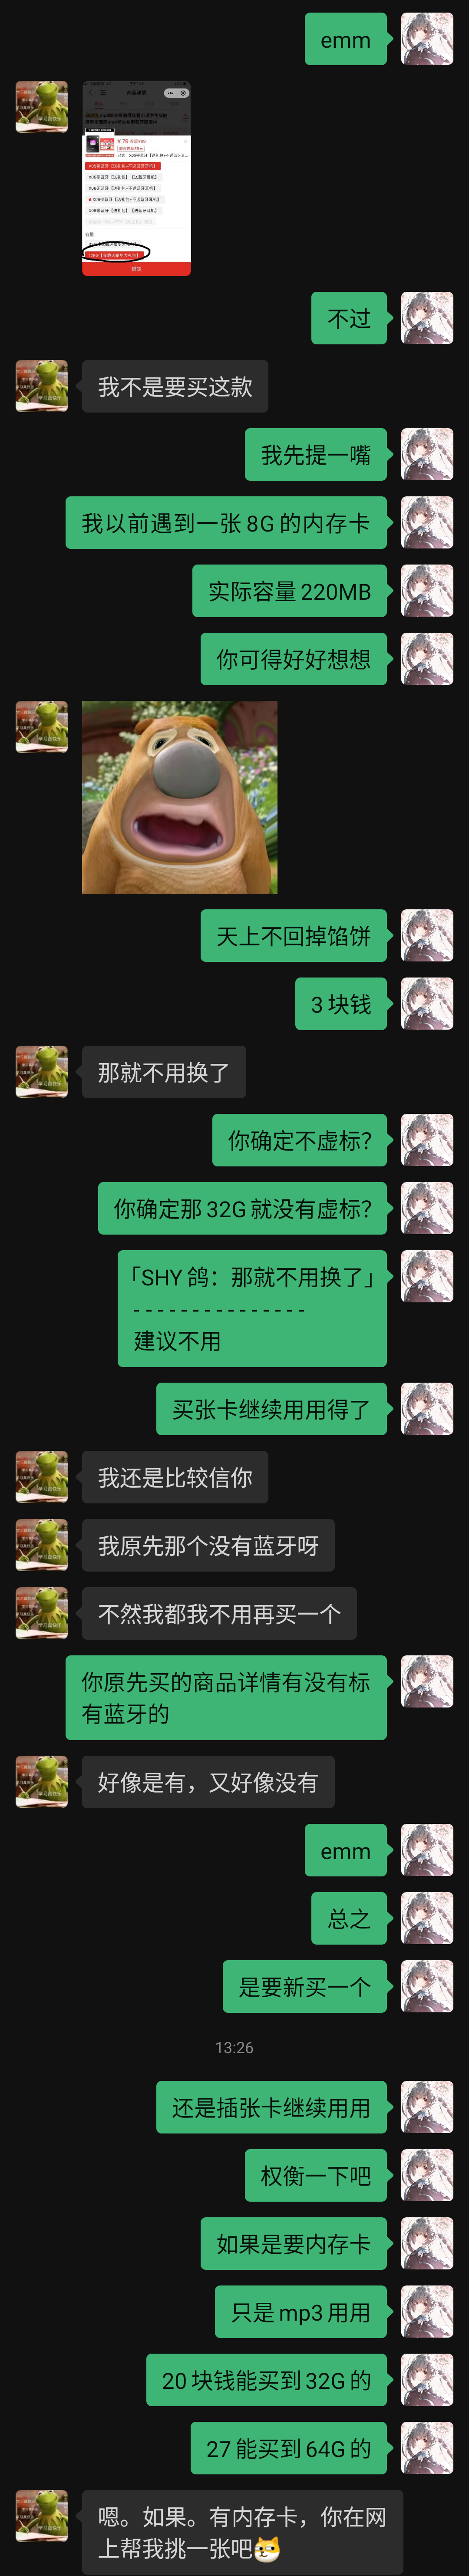 emm
商品详情
¥79
确定
不过
我不是要买这款
我先提一嘴
我以前遇到一张 8G 的内存卡
实际容量 220MB
你可得好好想想
天上不回掉馅饼
3 块钱
那就不用换了
你确定不虚标?
你确定那 32G 就没有虚标?
「SHY 鸽：那就不用换了」
- - - - - - - - - - - - - - -
建议不用
买张卡继续用用得了
我还是比较信你
我原先那个没有蓝牙呀
不然我都我不用再买一个
你原先买的商品详情有没有标
有蓝牙的
好像是有，又好像没有
emm
总之
是要新买一个
13:26
还是插张卡继续用用
权衡一下吧
如果是要内存卡
只是 mp3 用用
20 块钱能买到 32G 的
27 能买到 64G 的
嗯。如果。有内存卡，你在网
上帮我挑一张吧